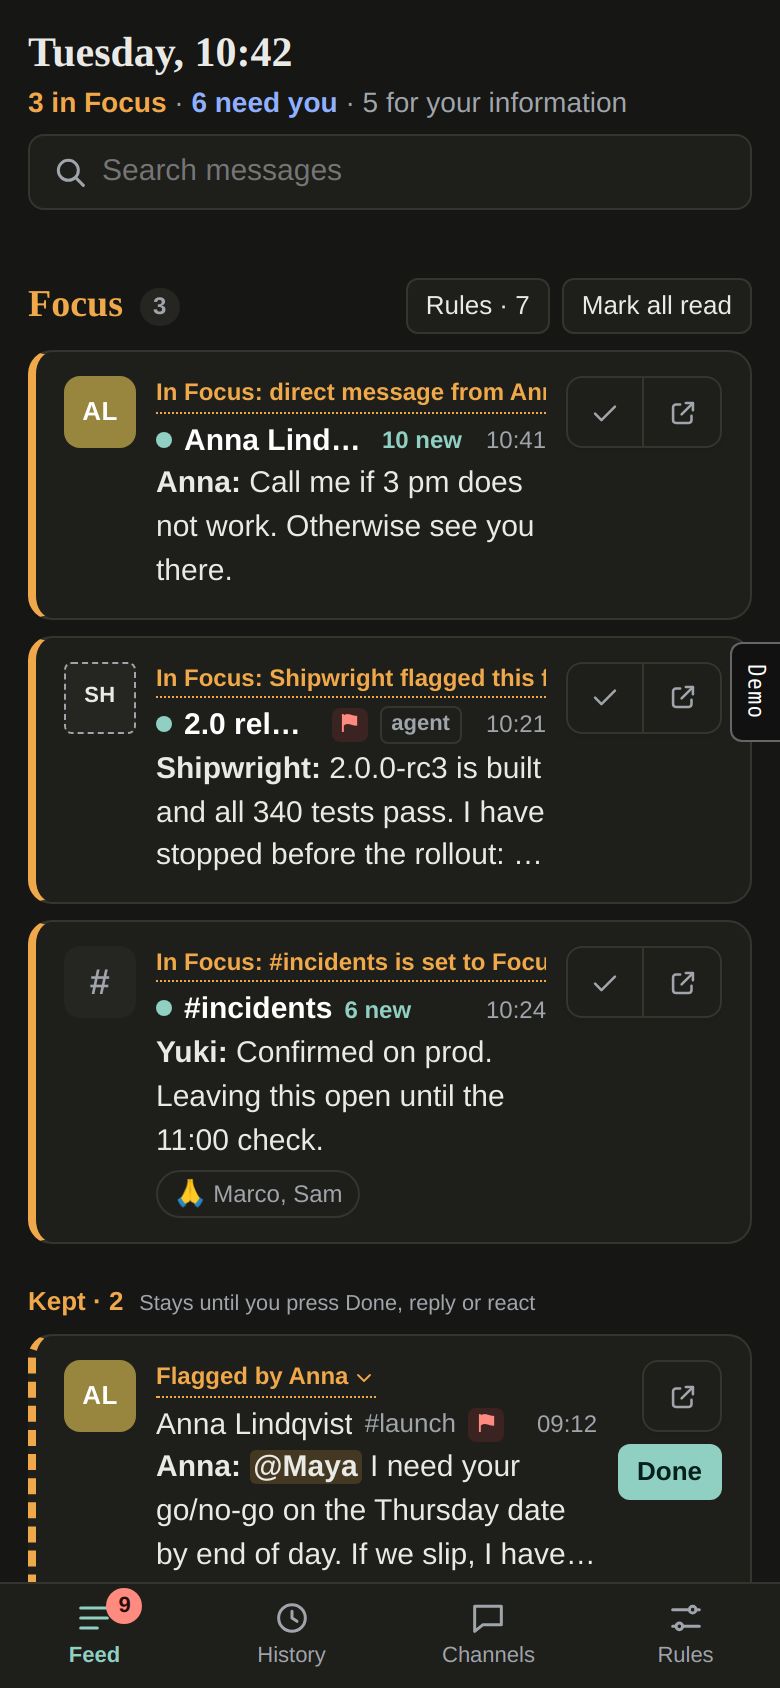 Tuesday, 10:42
3 in Focus · 6 need you · 5 for your information
Search messages
Focus 3 Rules · 7 Mark all read
AL In Focus: direct message from
Anna Lind… 10 new 10:41
Anna: Call me if 3 pm does
not work. Otherwise see you
there.
SH In Focus: Shipwright flagged this
2.0 rel… agent 10:21
Demo
Shipwright: 2.0.0-rc3 is built
and all 340 tests pass. I have
stopped before the rollout: …
# In Focus: #incidents is set to Focu
#incidents 6 new 10:24
Yuki: Confirmed on prod.
Leaving this open until the
11:00 check.
🙏 Marco, Sam
Kept · 2 Stays until you press Done, reply or react
AL Flagged by Anna
Anna Lindqvist #launch 09:12
Anna: @Maya I need your
Done
go/no-go on the Thursday date
by end of day. If we slip, I have…
9
Feed History Channels Rules